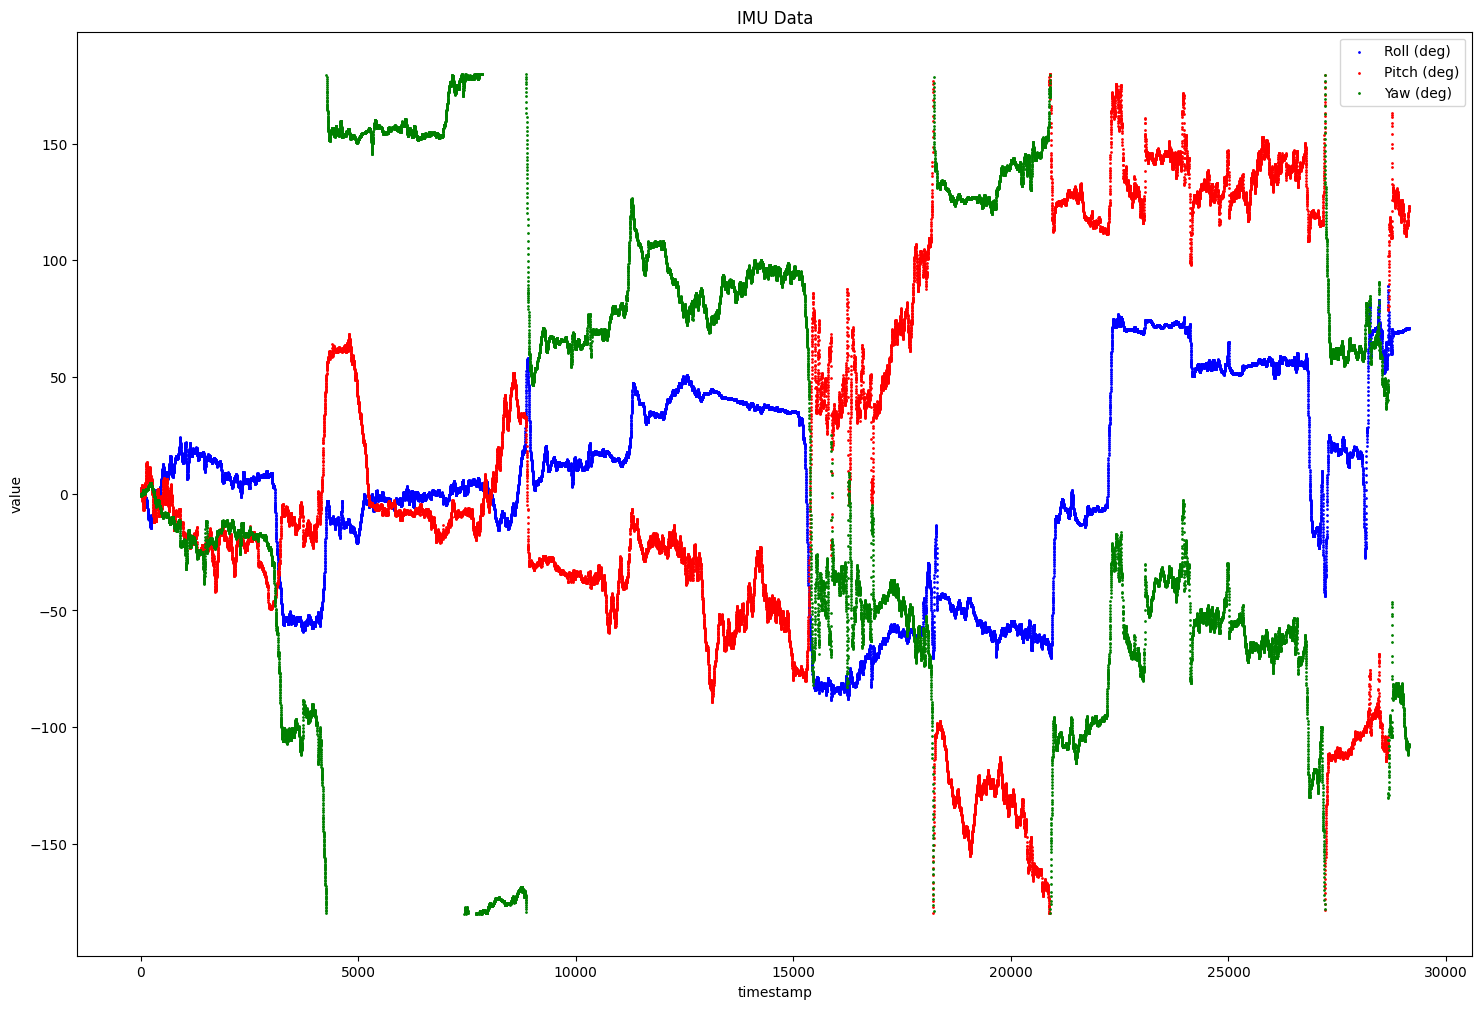 IMU Data
Roll (deg)
Pitch (deg)
Yaw (deg)
value
150
100
50
0
−50
−100
−150
0
5000
10000
15000
20000
25000
30000
timestamp